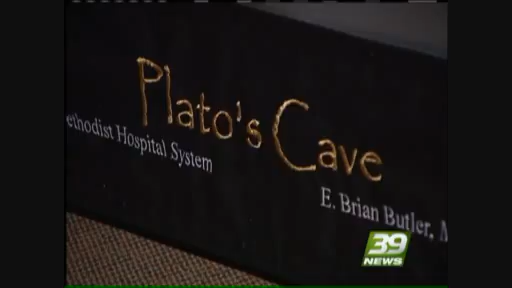 Plato's Cave
ethodist Hospital System
E. Brian Butler,
39
NEWS